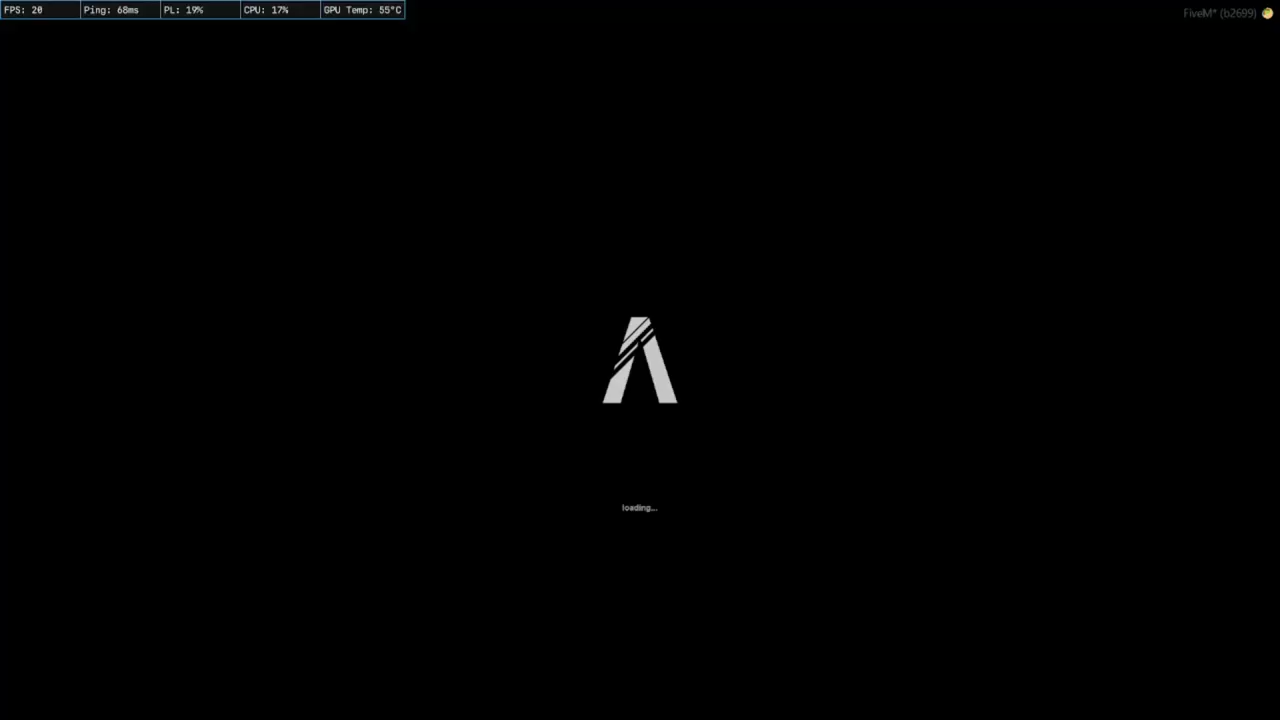 FPS: 20 Ping: 68ms PL: 19% CPU: 17% GPU Temp: 55°C
FiveM* (b2699)
loading...